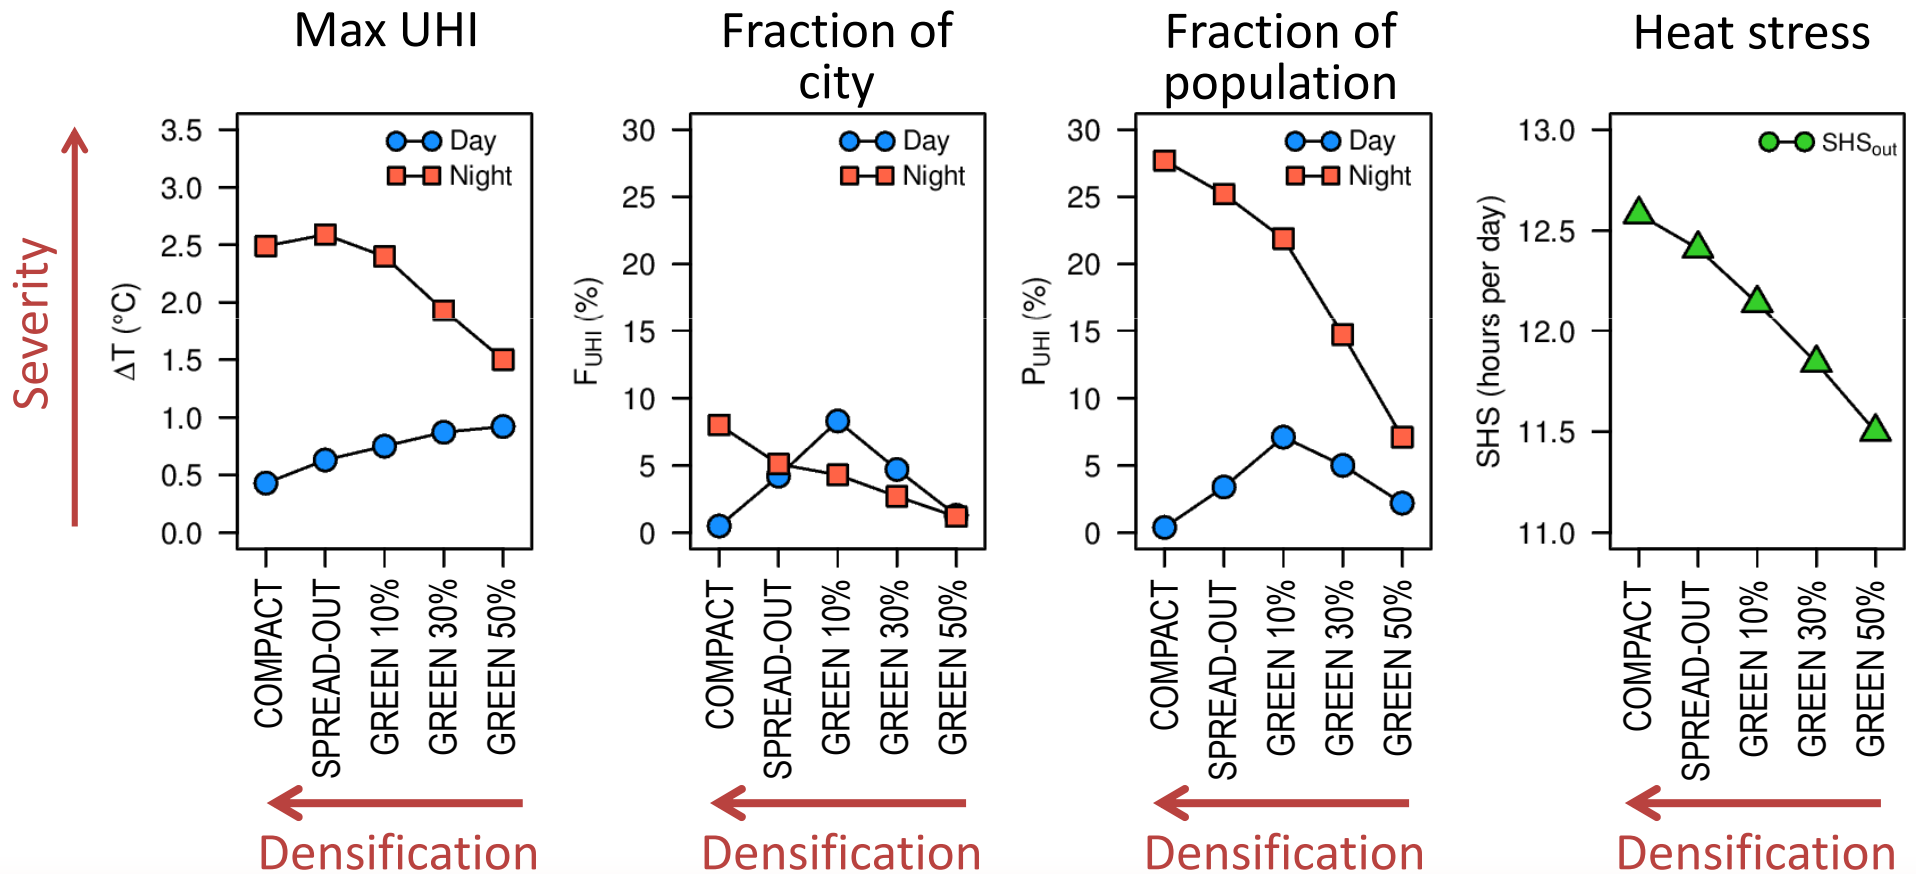 Max UHI
Fraction of
city
Fraction of
population
Heat stress
Severity
ΔT (°C)
3.5
3.0
2.5
2.0
1.5
1.0
0.5
0.0
Day
Night
COMPACT
SPREAD-OUT
GREEN 10%
GREEN 30%
GREEN 50%
Densification
FUHI (%)
30
25
20
15
10
5
0
Day
Night
COMPACT
SPREAD-OUT
GREEN 10%
GREEN 30%
GREEN 50%
Densification
PUHI (%)
30
25
20
15
10
5
0
Day
Night
COMPACT
SPREAD-OUT
GREEN 10%
GREEN 30%
GREEN 50%
Densification
SHS (hours per day)
13.0
12.5
12.0
11.5
11.0
SHSout
COMPACT
SPREAD-OUT
GREEN 10%
GREEN 30%
GREEN 50%
Densification